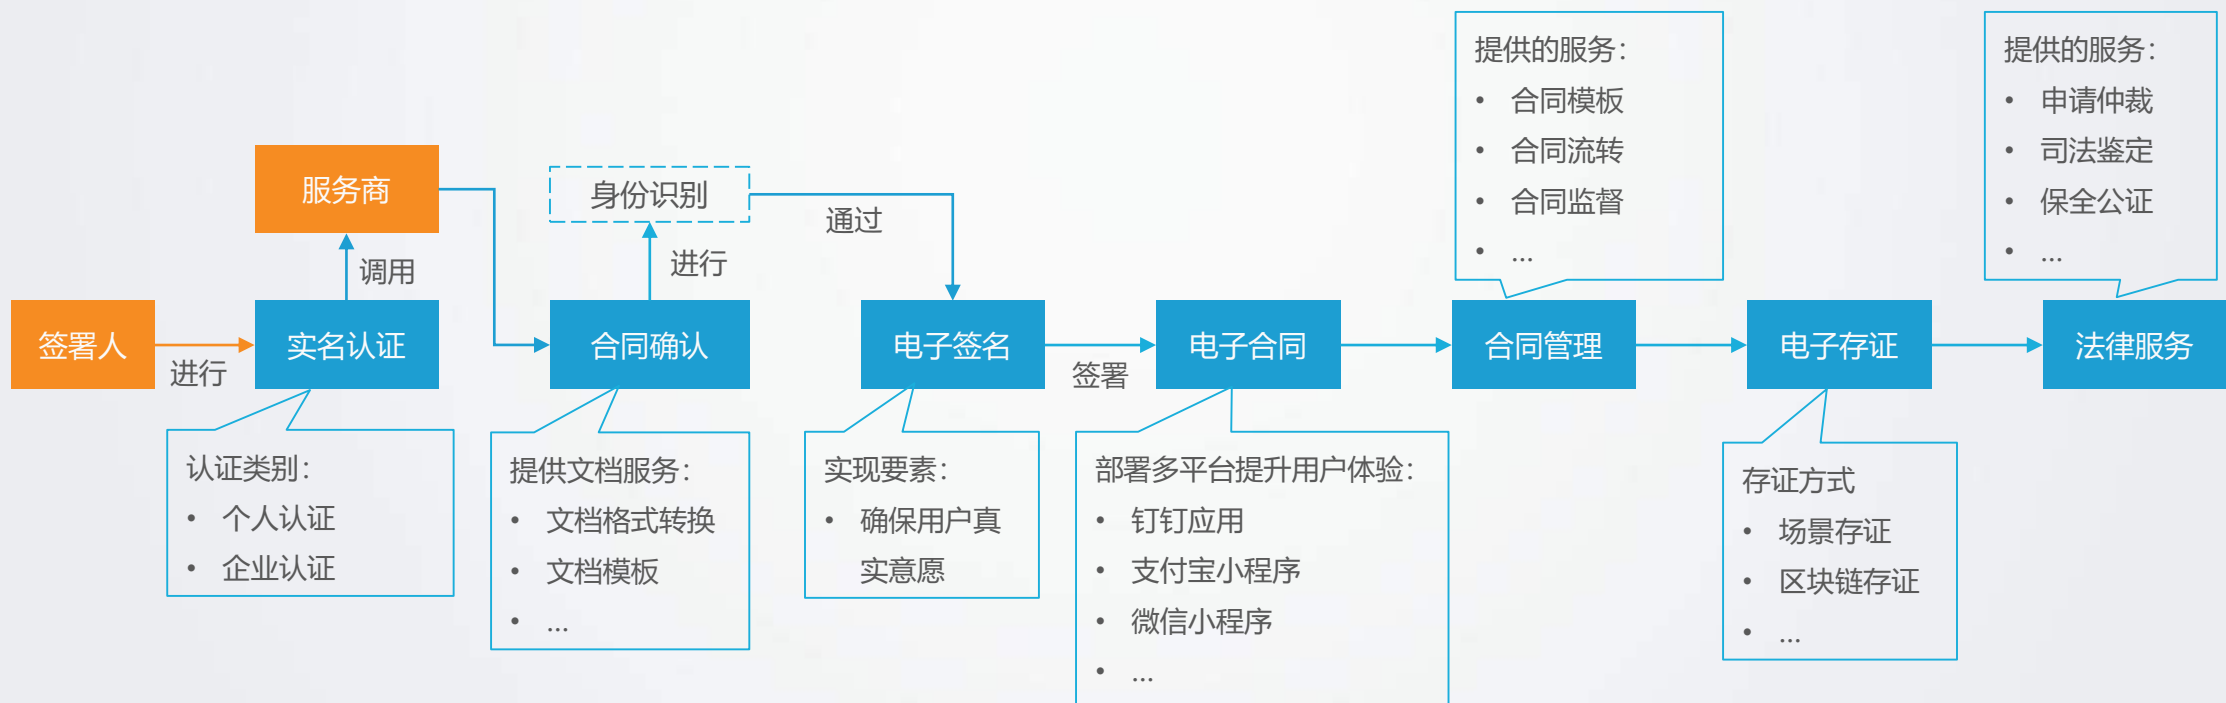 提供的服务：
• 合同模板
• 合同流转
• 合同监督
• ...
提供的服务：
• 申请仲裁
• 司法鉴定
• 保全公证
• ...
服务商
身份识别
通过
调用
进行
签署人
进行
实名认证
合同确认
电子签名
签署
电子合同
合同管理
电子存证
法律服务
认证类别：
• 个人认证
• 企业认证
提供文档服务：
• 文档格式转换
• 文档模板
• ...
实现要素：
• 确保用户真
实意愿
部署多平台提升用户体验：
• 钉钉应用
• 支付宝小程序
• 微信小程序
• ...
存证方式
• 场景存证
• 区块链存证
• ...